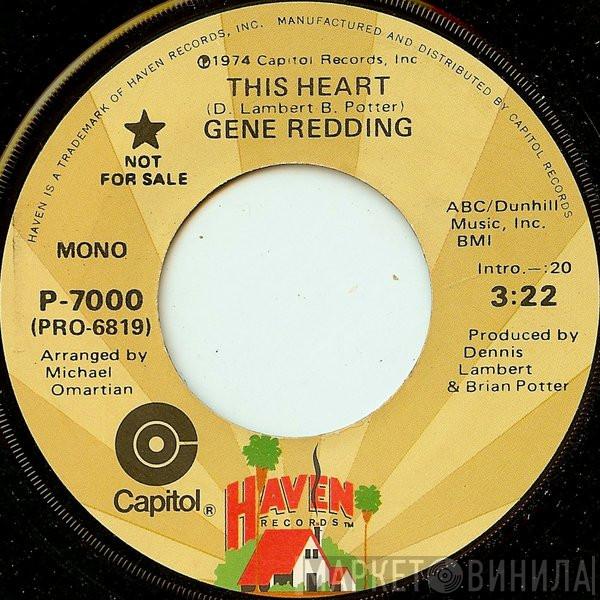 HAVEN IS A TRADEMARK OF HAVEN RECORDS, INC. MANUFACTURED AND DISTRIBUTED BY CAPITOL RECORDS
℗1974 Capitol Records, Inc
THIS HEART
(D. Lambert B. Potter)
GENE REDDING
NOT
FOR SALE
MONO
P-7000
(PRO-6819)
Arranged by
Michael
Omartian
ABC/Dunhill
Music, Inc.
BMI
Intro.—:20
3:22
Produced by
Dennis
Lambert
& Brian Potter
Capitol®
HAVEN
RECORDS™
МАРКЕТ ВИНИЛА